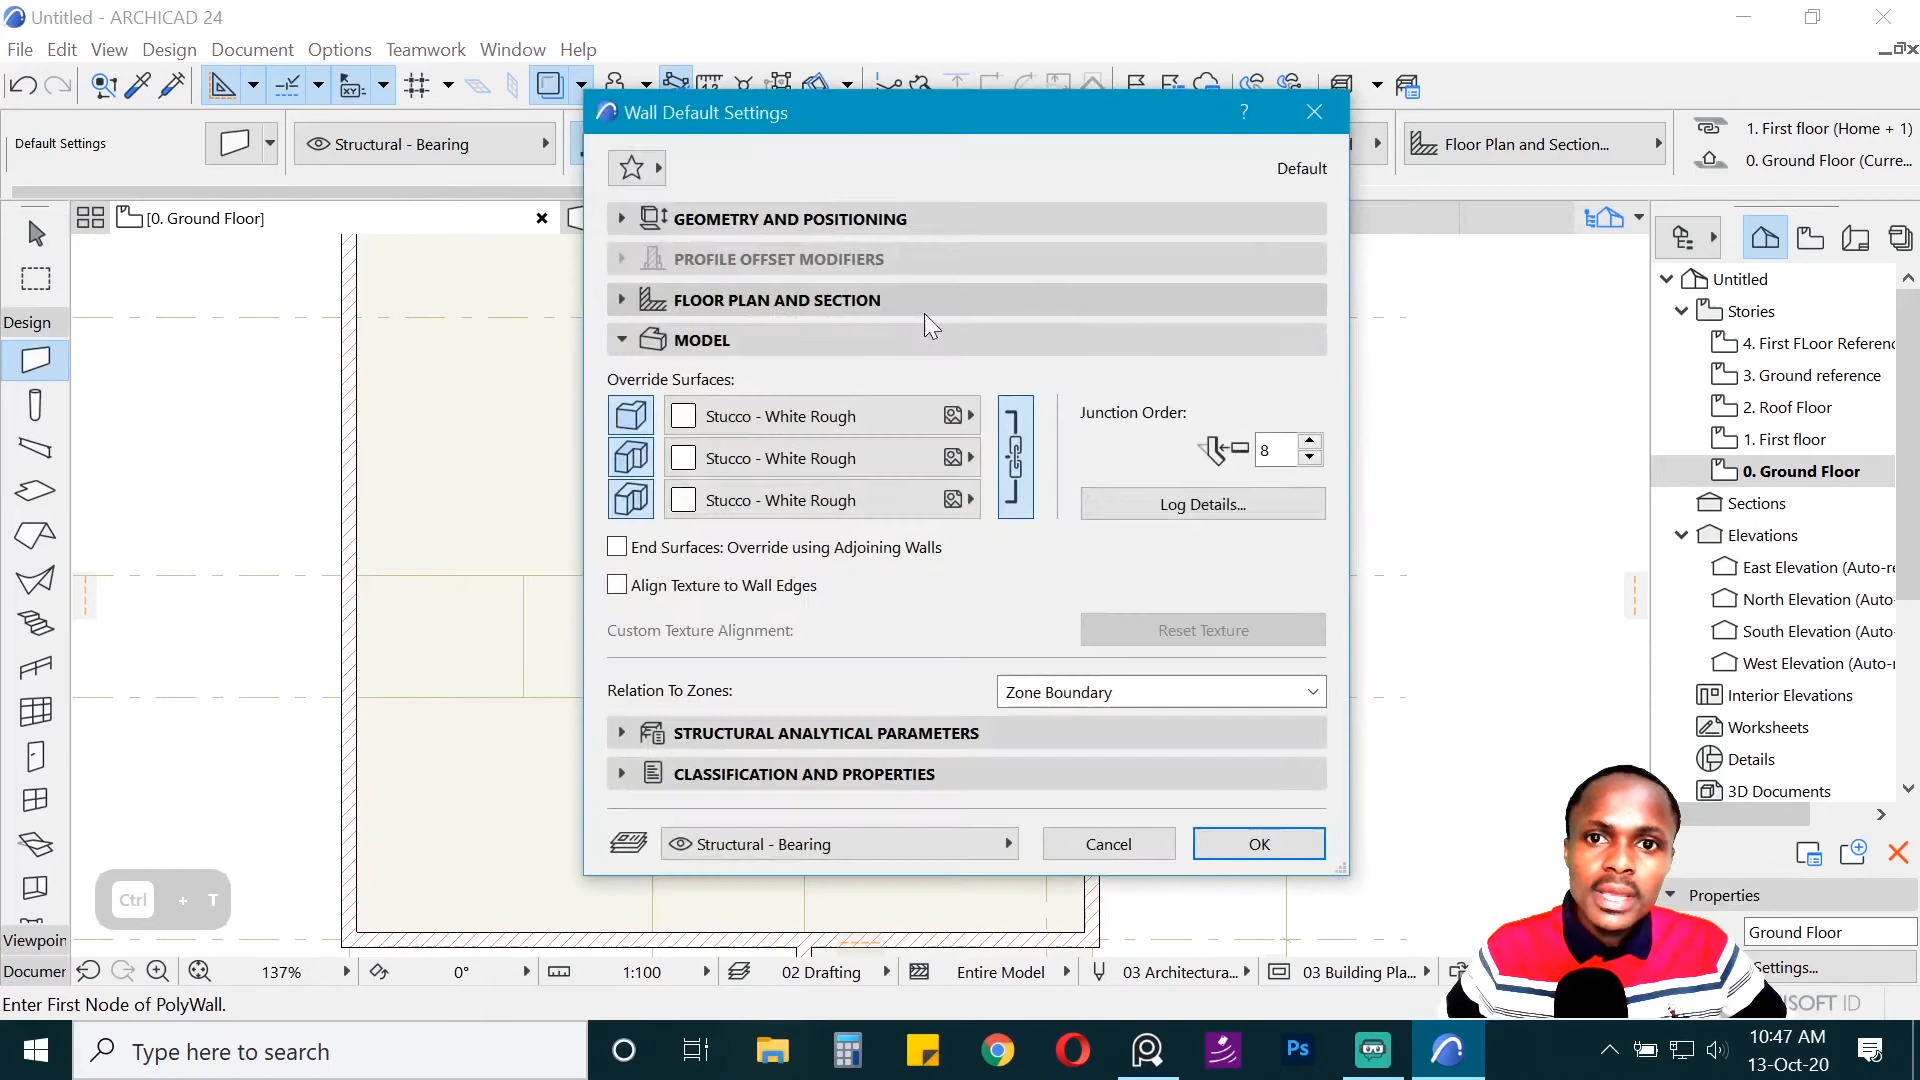 Untitled - ARCHICAD 24
File Edit View Design Document Options Teamwork Window Help
Default Settings
Structural - Bearing
Floor Plan and Section...
1. First floor (Home + 1)
0. Ground Floor (Curre...
[0. Ground Floor]
Wall Default Settings
?
Default
GEOMETRY AND POSITIONING
PROFILE OFFSET MODIFIERS
FLOOR PLAN AND SECTION
MODEL
Override Surfaces:
Stucco - White Rough
Stucco - White Rough
Stucco - White Rough
Junction Order:
8
Log Details...
End Surfaces: Override using Adjoining Walls
Align Texture to Wall Edges
Custom Texture Alignment:
Reset Texture
Relation To Zones:
Zone Boundary
STRUCTURAL ANALYTICAL PARAMETERS
CLASSIFICATION AND PROPERTIES
Structural - Bearing
Cancel
OK
Design
Viewpoin
Documer
Ctrl + T
Untitled
Stories
4. First FLoor Referenc
3. Ground reference
2. Roof Floor
1. First floor
0. Ground Floor
Sections
Elevations
East Elevation (Auto-re
North Elevation (Auto-
South Elevation (Auto-
West Elevation (Auto-r
Interior Elevations
Worksheets
Details
3D Documents
Properties
Ground Floor
Settings...
137%
0°
1:100
02 Drafting
Entire Model
03 Architectura...
03 Building Pla...
Enter First Node of PolyWall.
SOFT ID
Type here to search
Ps
10:47 AM
13-Oct-20